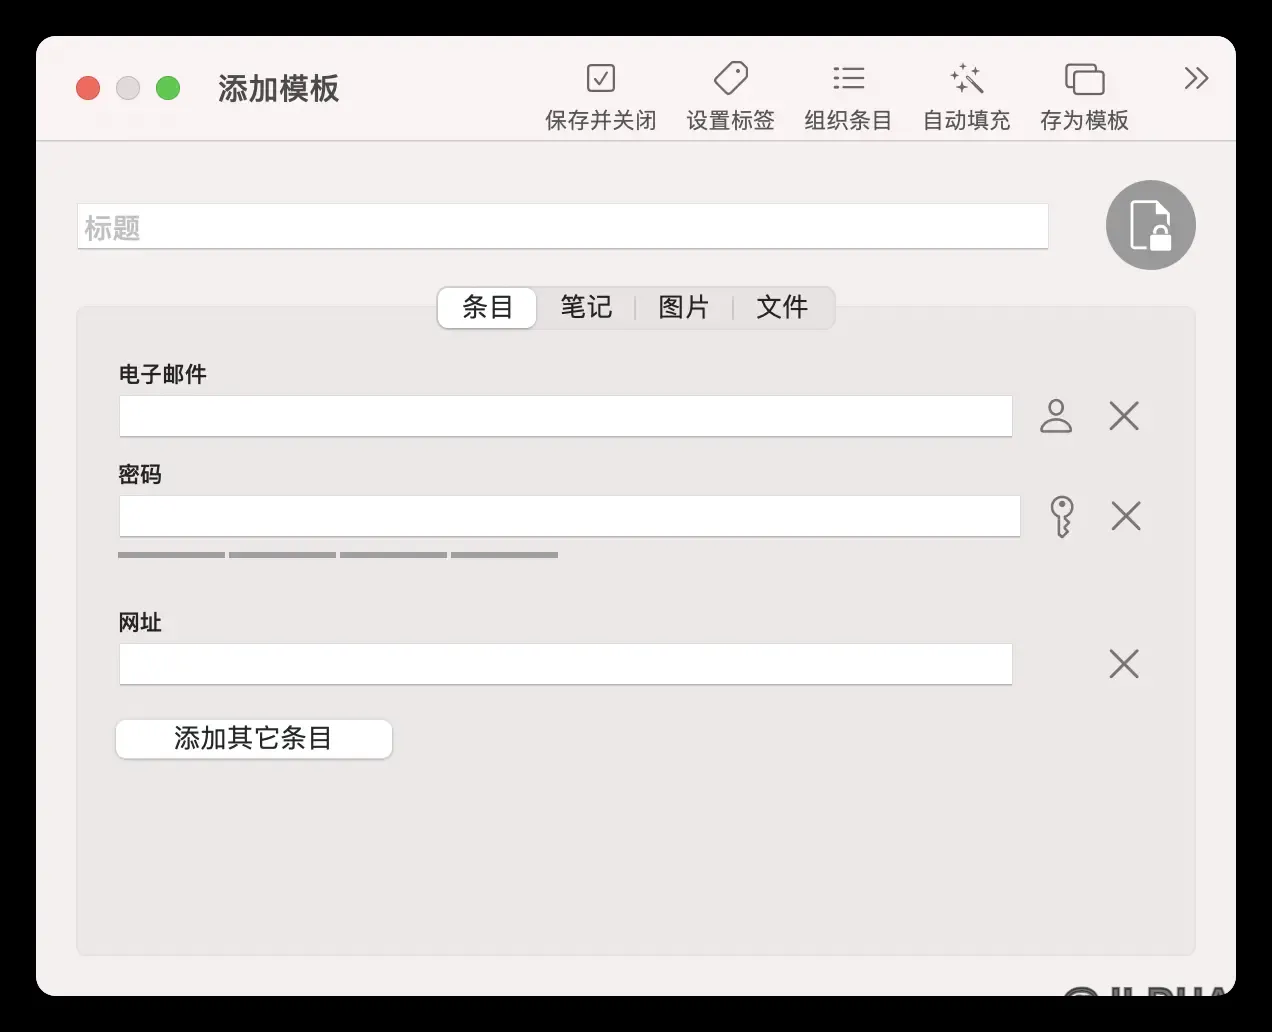 添加模板
保存并关闭 设置标签 组织条目 自动填充 存为模板
标题
条目 笔记 图片 文件
电子邮件
密码
网址
添加其它条目